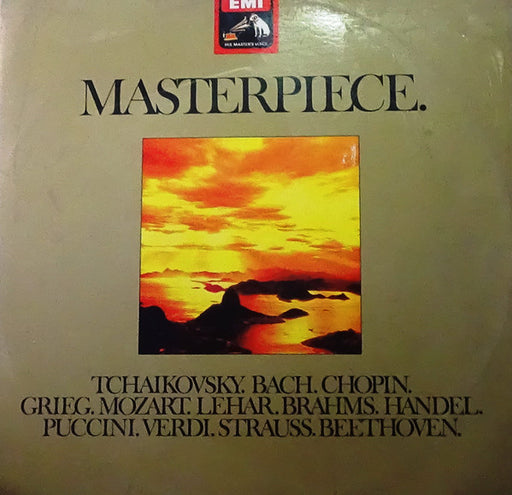 EMI
HIS MASTER'S VOICE
MASTERPIECE.
TCHAIKOVSKY. BACH. CHOPIN.
GRIEG. MOZART. LEHAR. BRAHMS. HANDEL.
PUCCINI. VERDI. STRAUSS. BEETHOVEN.